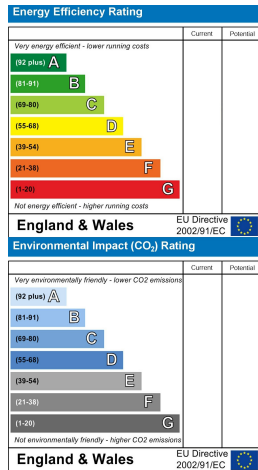 Energy Efficiency Rating
Current Potential
Very energy efficient - lower running costs
(92 plus) A
(81-91) B
(69-80) C
(55-68) D
(39-54) E
(21-38) F
(1-20) G
Not energy efficient - higher running costs
England & Wales EU Directive 2002/91/EC
Environmental Impact (CO₂) Rating
Current Potential
Very environmentally friendly - lower CO2 emissions
(92 plus) A
(81-91) B
(69-80) C
(55-68) D
(39-54) E
(21-38) F
(1-20) G
Not environmentally friendly - higher CO2 emissions
England & Wales EU Directive 2002/91/EC